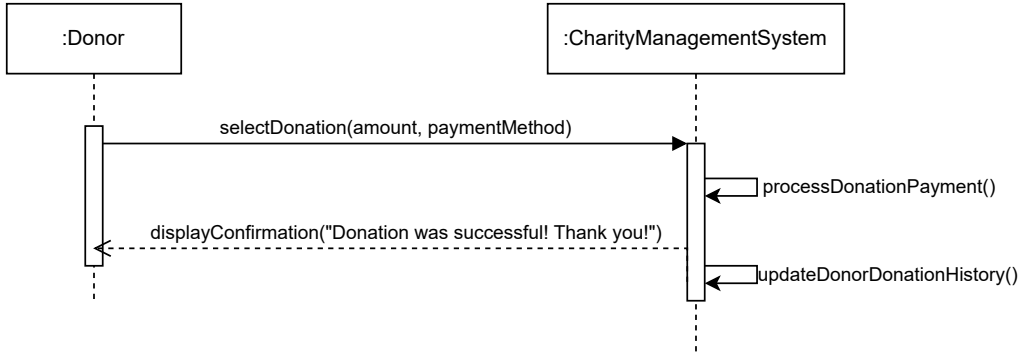 :Donor
:CharityManagementSystem
selectDonation(amount, paymentMethod)
processDonationPayment()
displayConfirmation("Donation was successful! Thank you!")
updateDonorDonationHistory()